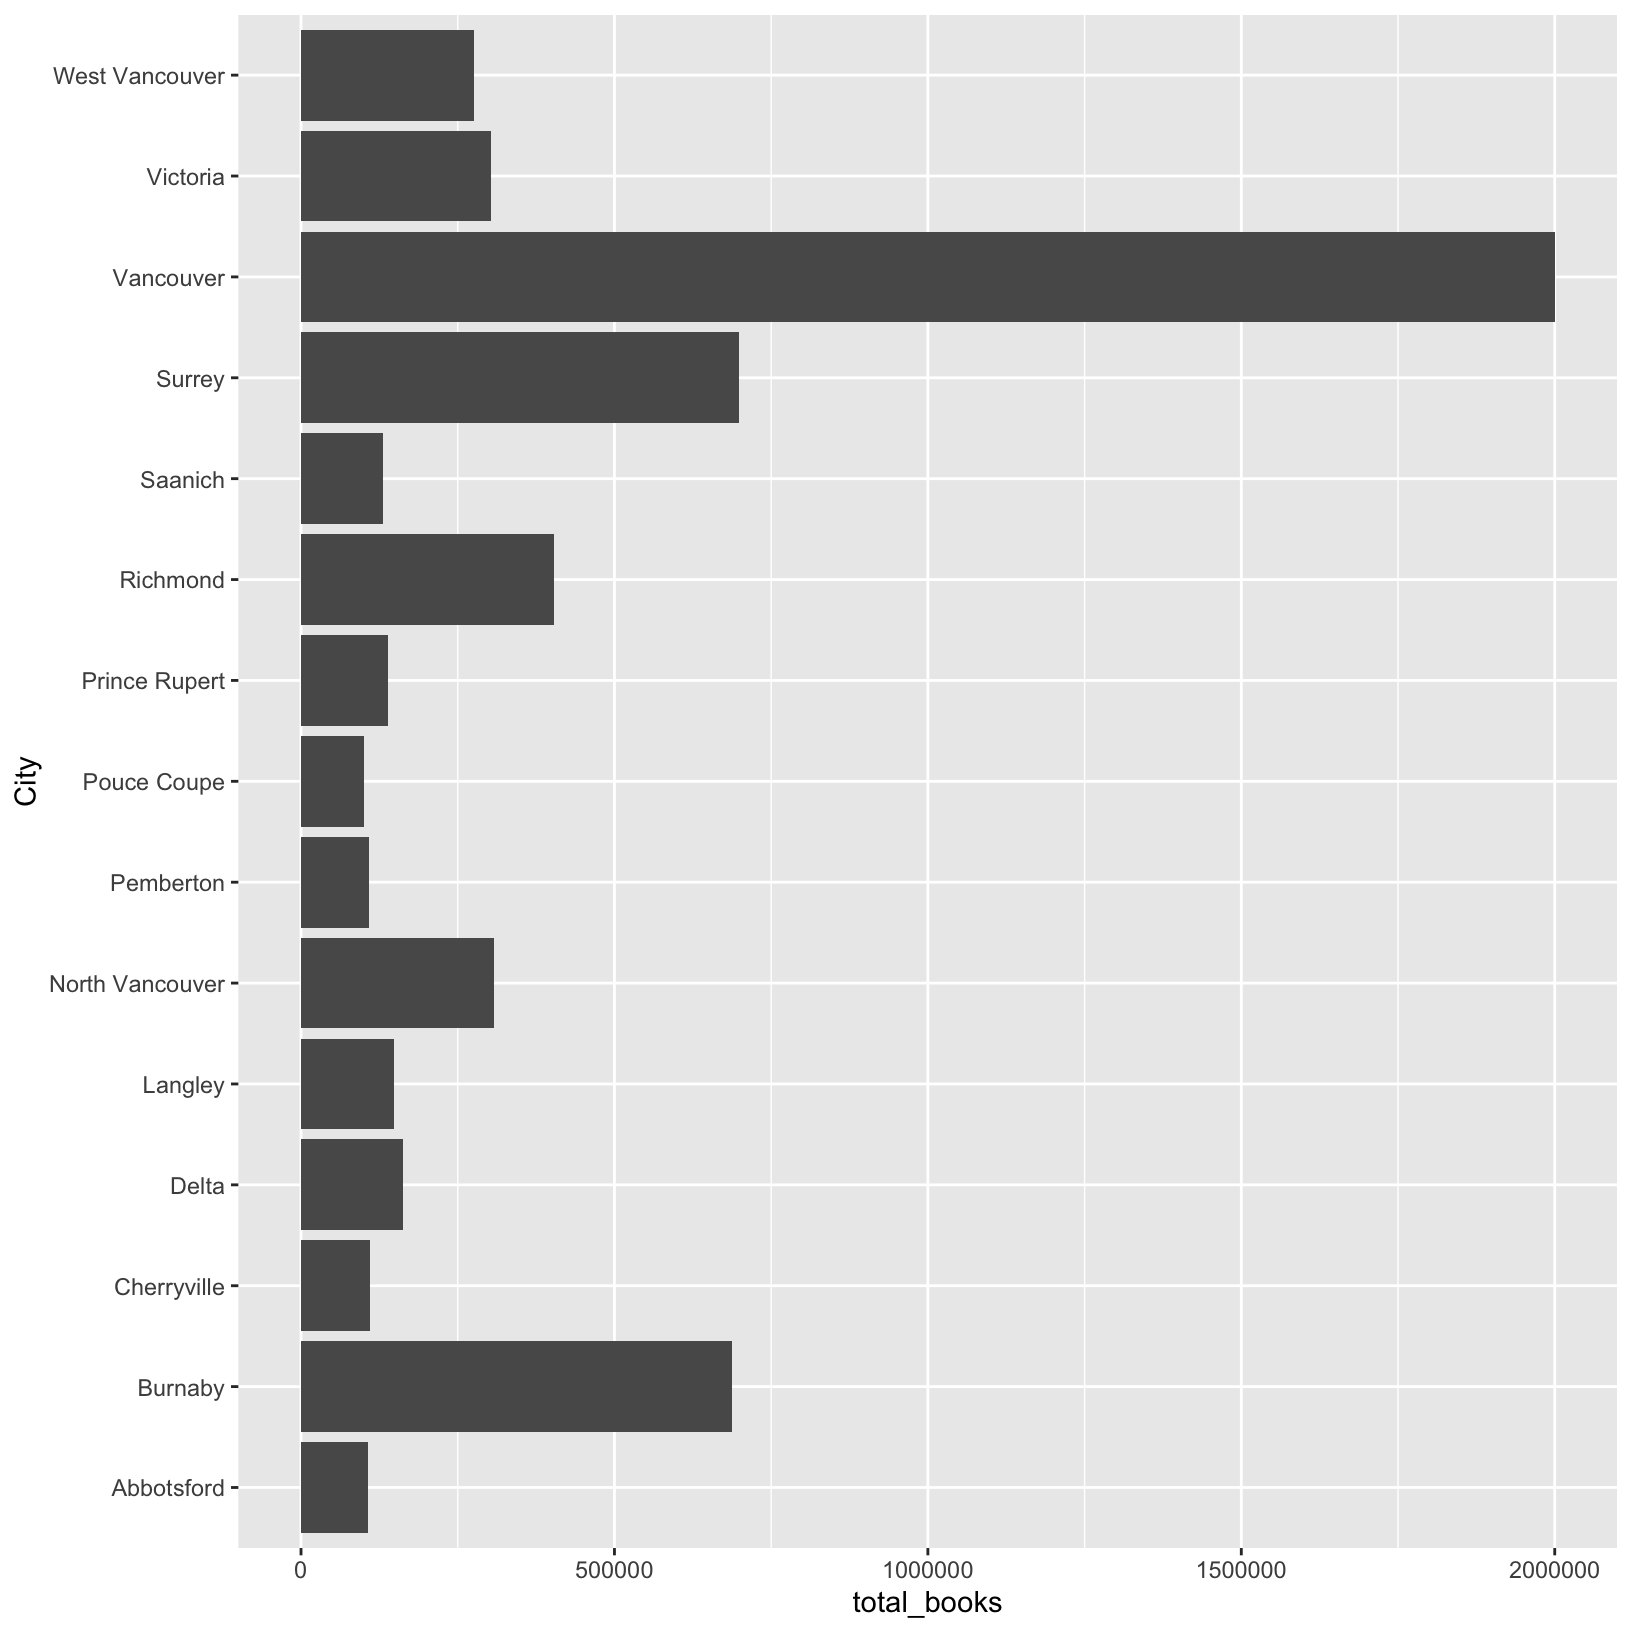 West Vancouver
Victoria
Vancouver
Surrey
Saanich
Richmond
Prince Rupert
Pouce Coupe
Pemberton
North Vancouver
Langley
Delta
Cherryville
Burnaby
Abbotsford
City
0 500000 1000000 1500000 2000000
total_books